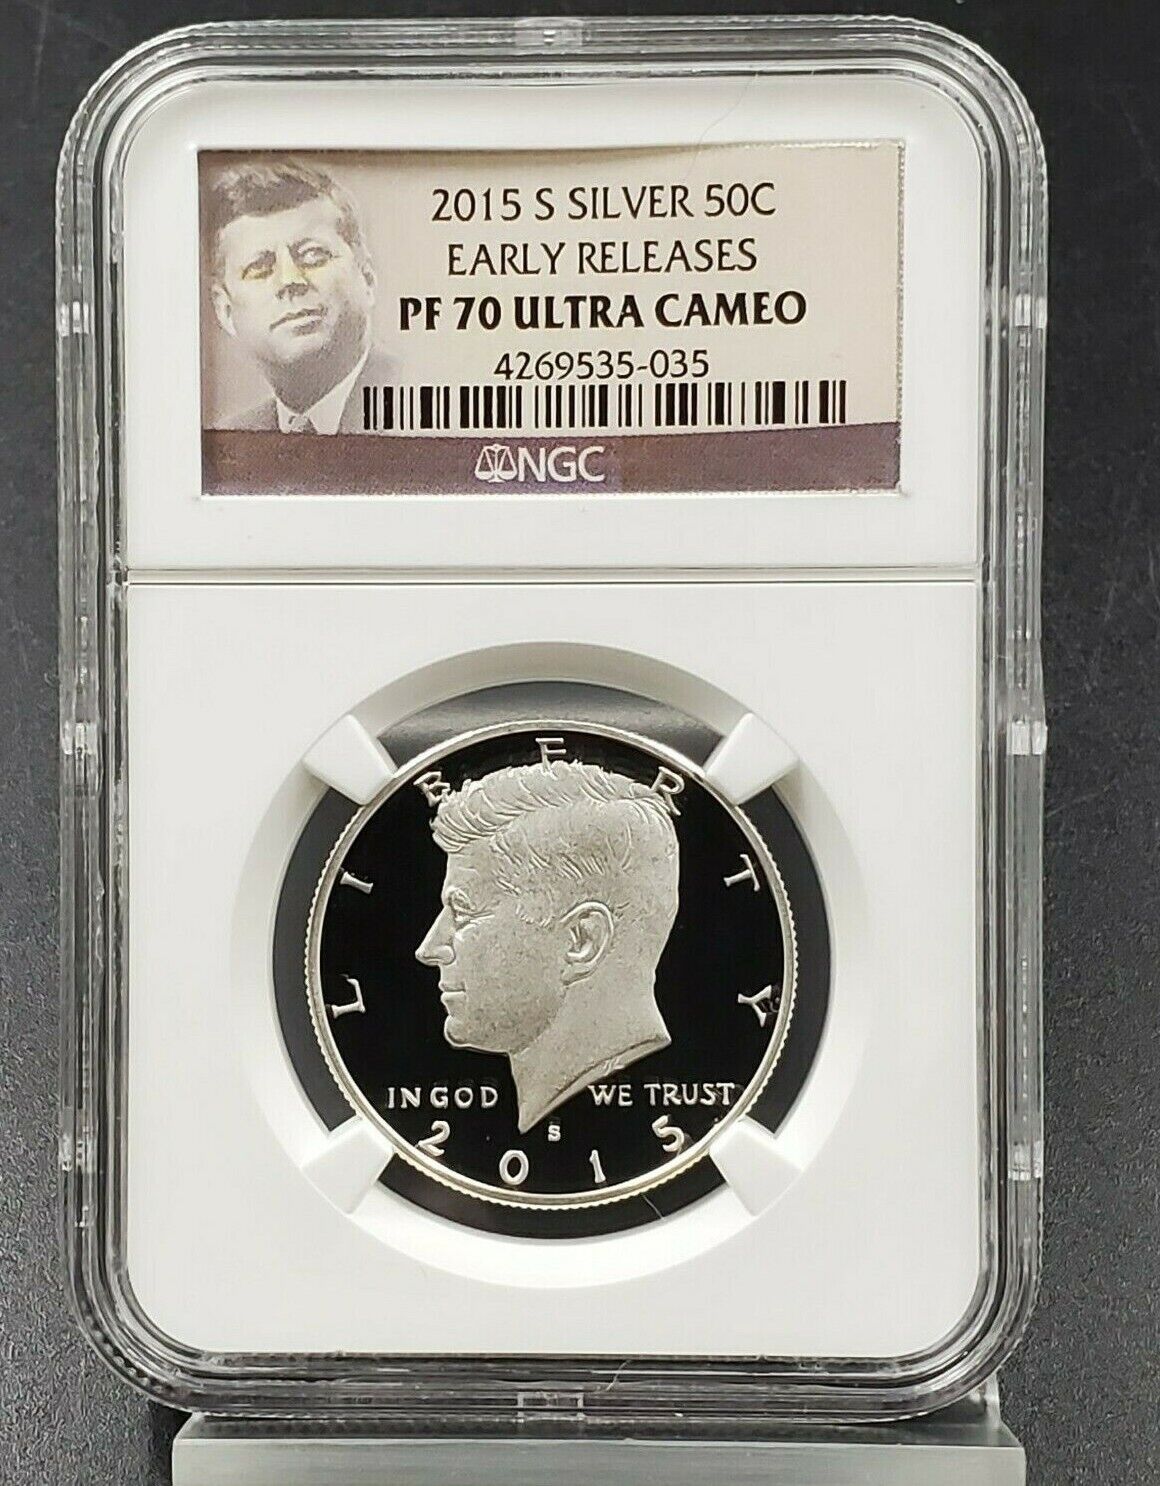 2015 S SILVER 50C
EARLY RELEASES
PF 70 ULTRA CAMEO
4269535-035
NGC
LIBERTY
IN GOD WE TRUST
S
2015